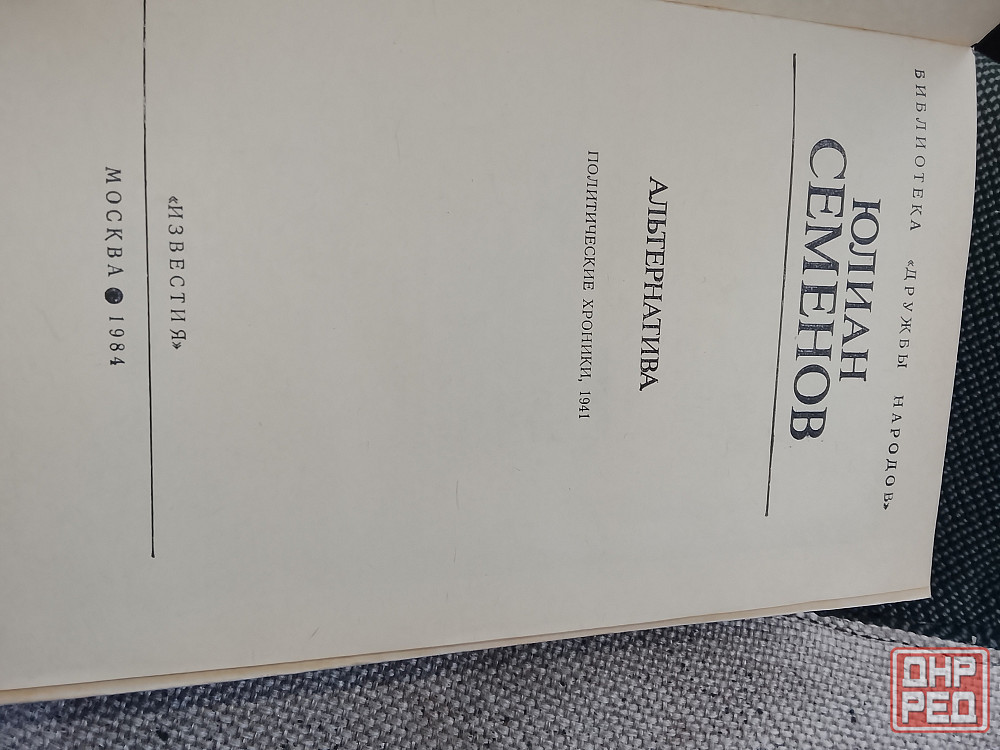 БИБЛИОТЕКА «ДРУЖБЫ НАРОДОВ»
ЮЛИАН
СЕМЕНОВ
АЛЬТЕРНАТИВА
ПОЛИТИЧЕСКИЕ ХРОНИКИ, 1941
«ИЗВЕСТИЯ»
МОСКВА ● 1984
ДНР
РЕД